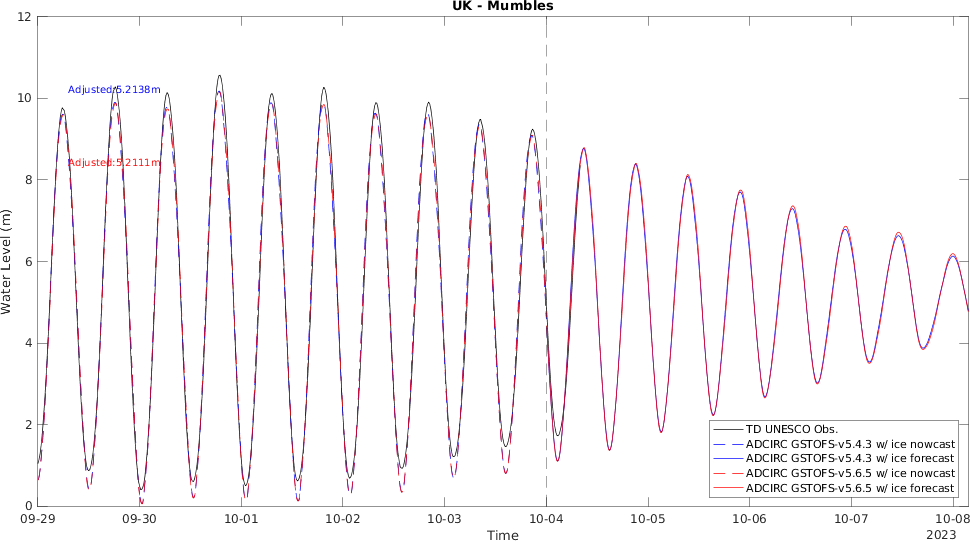 UK - Mumbles
12
10
8
6
4
2
0
Water Level (m)
Adjusted:5.2138m
Adjusted:5.2111m
TD UNESCO Obs.
ADCIRC GSTOFS-v5.4.3 w/ ice nowcast
ADCIRC GSTOFS-v5.4.3 w/ ice forecast
ADCIRC GSTOFS-v5.6.5 w/ ice nowcast
ADCIRC GSTOFS-v5.6.5 w/ ice forecast
09-29 09-30 10-01 10-02 10-03 10-04 10-05 10-06 10-07 10-08
Time
2023